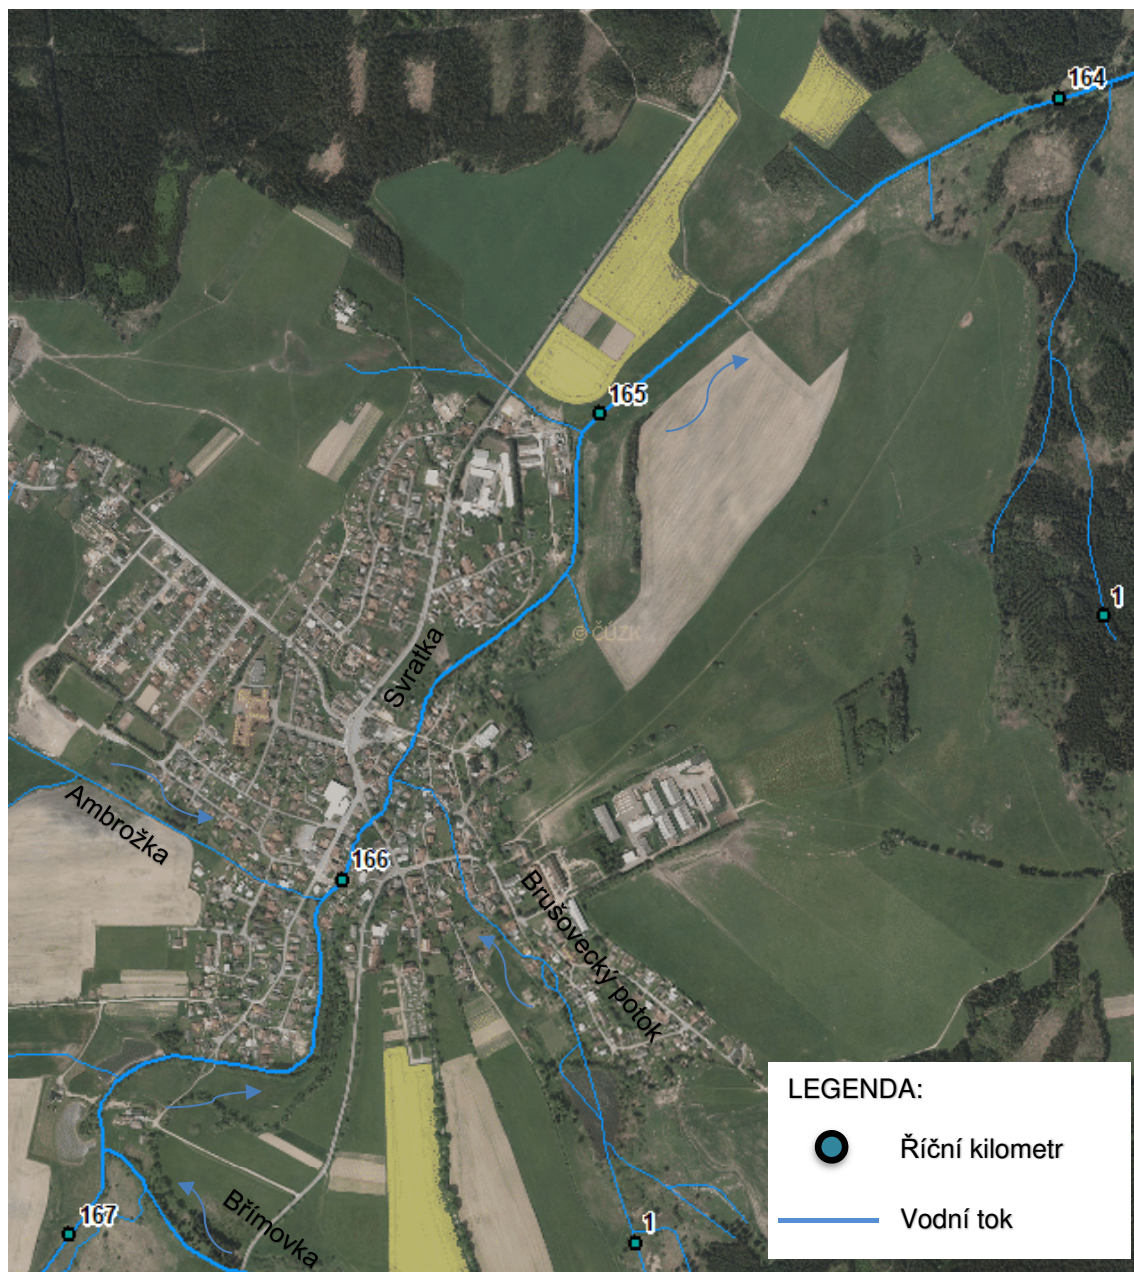 164
165
© ČÚZK
1
Svratka
Ambrožka
166
Brušovecký potok
167
Břímovka
1
LEGENDA:
Říční kilometr
Vodní tok